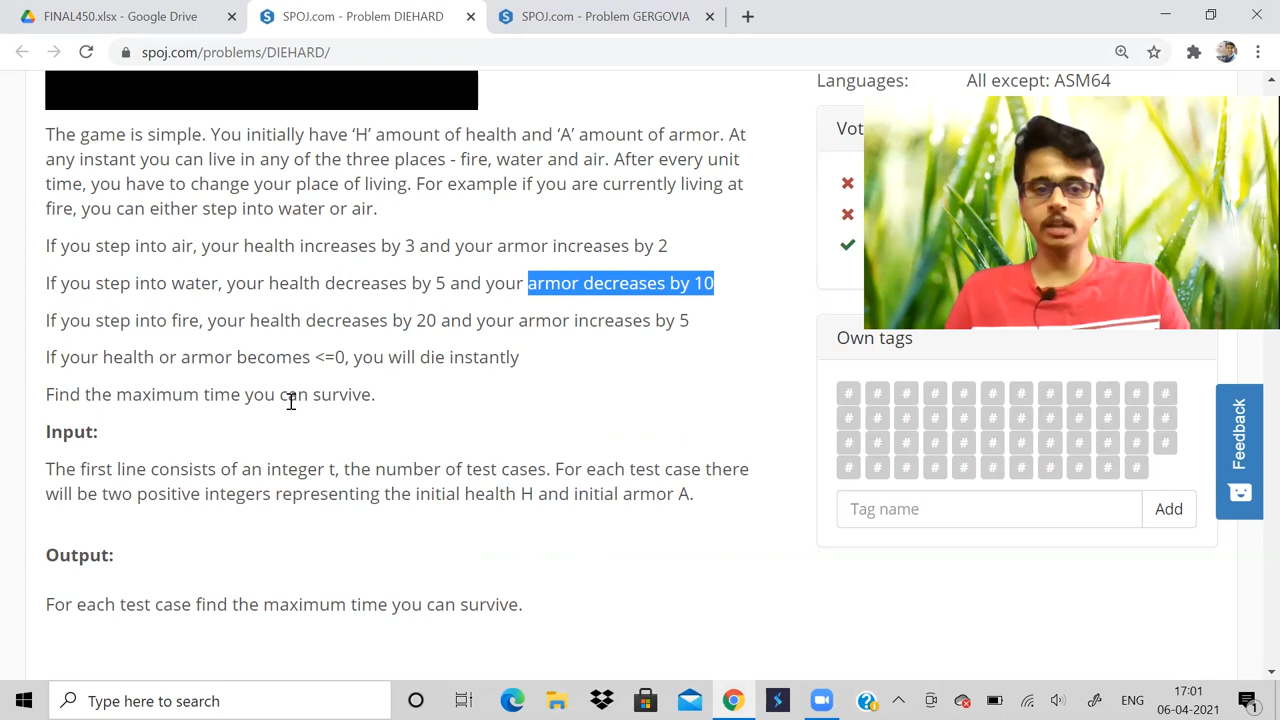 FINAL450.xlsx - Google Drive
SPOJ.com - Problem DIEHARD
SPOJ.com - Problem GERGOVIA
spoj.com/problems/DIEHARD/
Languages: All except: ASM64
The game is simple. You initially have ‘H’ amount of health and ‘A’ amount of armor. At
any instant you can live in any of the three places - fire, water and air. After every unit
time, you have to change your place of living. For example if you are currently living at
fire, you can either step into water or air.
If you step into air, your health increases by 3 and your armor increases by 2
If you step into water, your health decreases by 5 and your armor decreases by 10
If you step into fire, your health decreases by 20 and your armor increases by 5
If your health or armor becomes <=0, you will die instantly
Find the maximum time you can survive.
Input:
The first line consists of an integer t, the number of test cases. For each test case there
will be two positive integers representing the initial health H and initial armor A.
Output:
For each test case find the maximum time you can survive.
Vot
Own tags
# # # # # # # # # # # #
# # # # # # # # # # # #
# # # # # # # # # # # #
# # # # # # # # # # #
Tag name
Add
Feedback
Type here to search
ENG
17:01
06-04-2021